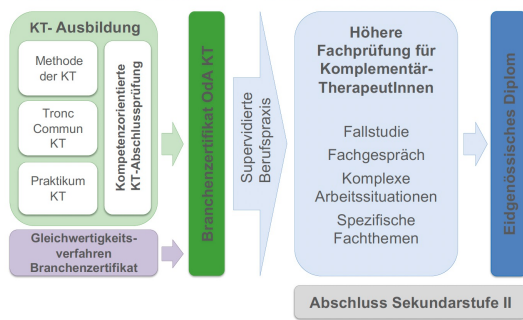 KT- Ausbildung
Methode
der KT
Tronc
Commun
KT
Praktikum
KT
Kompetenzorientierte
KT-Abschlussprüfung
Gleichwertigkeits-
verfahren
Branchenzertifikat
Branchenzertifikat OdA KT
Supervidierte
Berufspraxis
Höhere
Fachprüfung für
Komplementär-
TherapeutInnen
Fallstudie
Fachgespräch
Komplexe
Arbeitssituationen
Spezifische
Fachthemen
Eidgenössisches Diplom
Abschluss Sekundarstufe II